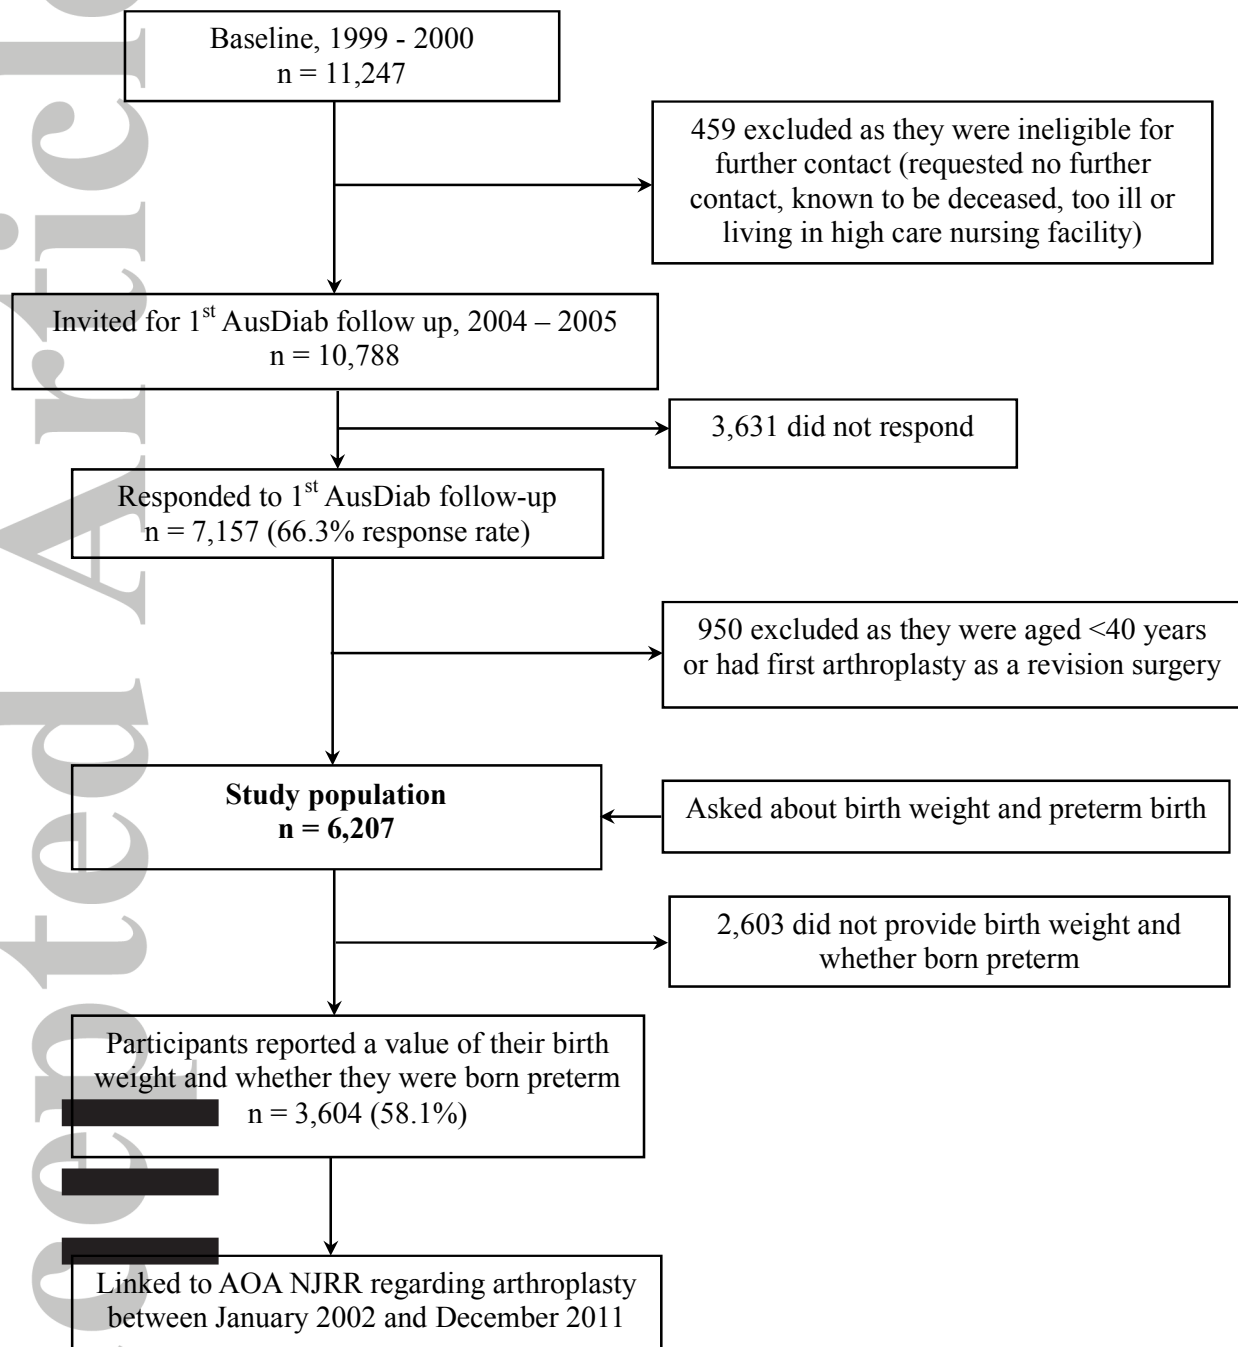 Baseline, 1999 - 2000
n = 11,247
459 excluded as they were ineligible for
further contact (requested no further
contact, known to be deceased, too ill or
living in high care nursing facility)
Invited for 1st AusDiab follow up, 2004 – 2005
n = 10,788
3,631 did not respond
Responded to 1st AusDiab follow-up
n = 7,157 (66.3% response rate)
950 excluded as they were aged <40 years
or had first arthroplasty as a revision surgery
Study population
n = 6,207
Asked about birth weight and preterm birth
2,603 did not provide birth weight and
whether born preterm
Participants reported a value of their birth
weight and whether they were born preterm
n = 3,604 (58.1%)
Linked to AOA NJRR regarding arthroplasty
between January 2002 and December 2011
cepted Articl